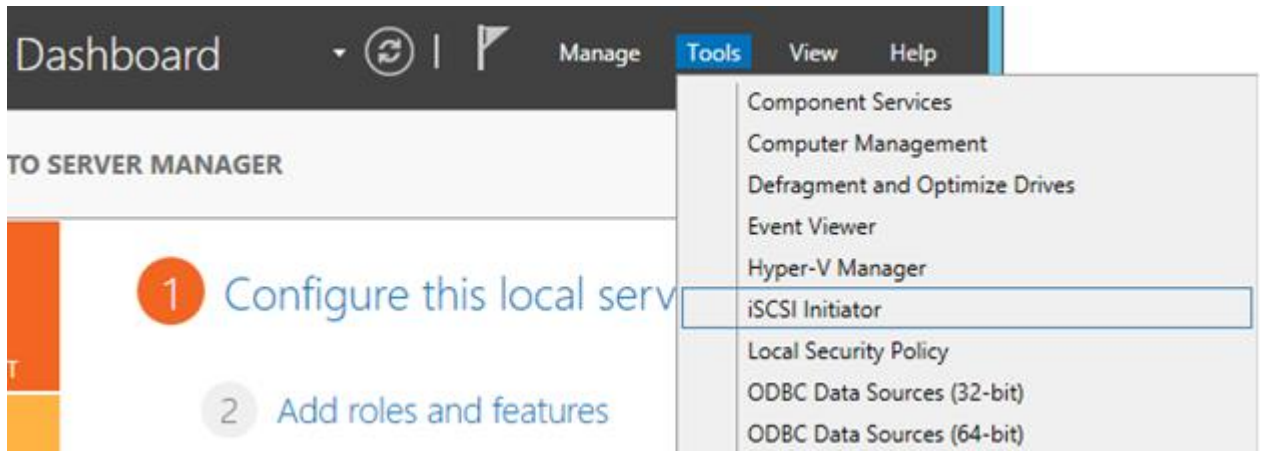 Dashboard
Manage Tools View Help
TO SERVER MANAGER
1 Configure this local serv
2 Add roles and features
T
Component Services
Computer Management
Defragment and Optimize Drives
Event Viewer
Hyper-V Manager
iSCSI Initiator
Local Security Policy
ODBC Data Sources (32-bit)
ODBC Data Sources (64-bit)